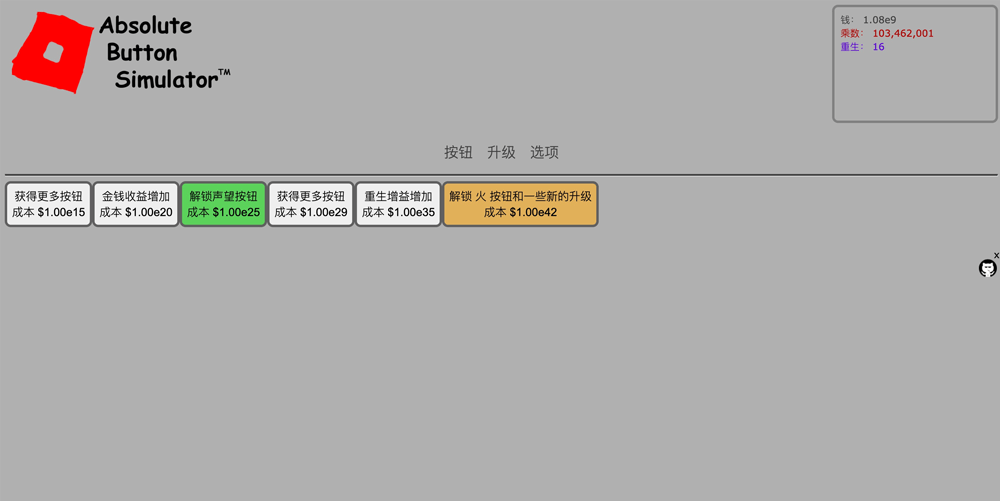 Absolute
Button
Simulator™
钱: 1.08e9
乘数: 103,462,001
重生: 16
按钮 升级 选项
获得更多按钮
成本 $1.00e15
金钱收益增加
成本 $1.00e20
解锁声望按钮
成本 $1.00e25
获得更多按钮
成本 $1.00e29
重生增益增加
成本 $1.00e35
解锁 火 按钮和一些新的升级
成本 $1.00e42
x